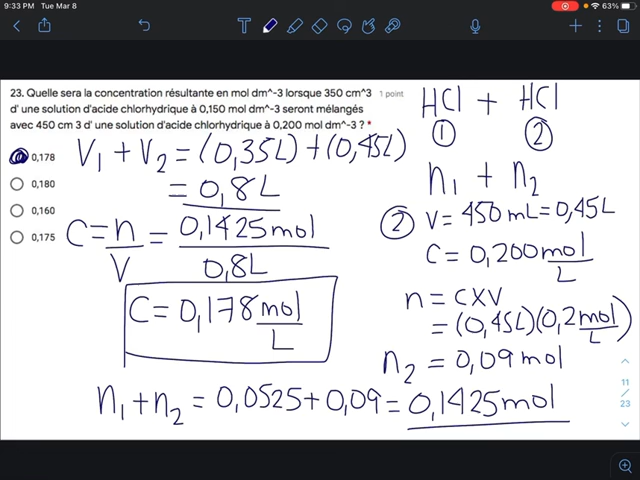 9:33 PM Tue Mar 8
63%
23. Quelle sera la concentration résultante en mol dm^-3 lorsque 350 cm^3
d' une solution d'acide chlorhydrique à 0,150 mol dm^-3 seront mélangés
avec 450 cm 3 d' une solution d'acide chlorhydrique à 0,200 mol dm^-3 ? *
1 point
0,178
0,180
0,160
0,175
V1 + V2 = (0,35L) + (0,45L)
= 0,8L
C = n/V = 0,1425 mol / 0,8L
C = 0,178 mol/L
HCl + HCl
① ②
n1 + n2
② V = 450 mL = 0,45L
C = 0,200 mol/L
n = C X V
= (0,45L)(0,2 mol/L)
n2 = 0,09 mol
n1 + n2 = 0,0525 + 0,09 = 0,1425 mol
11
/
23